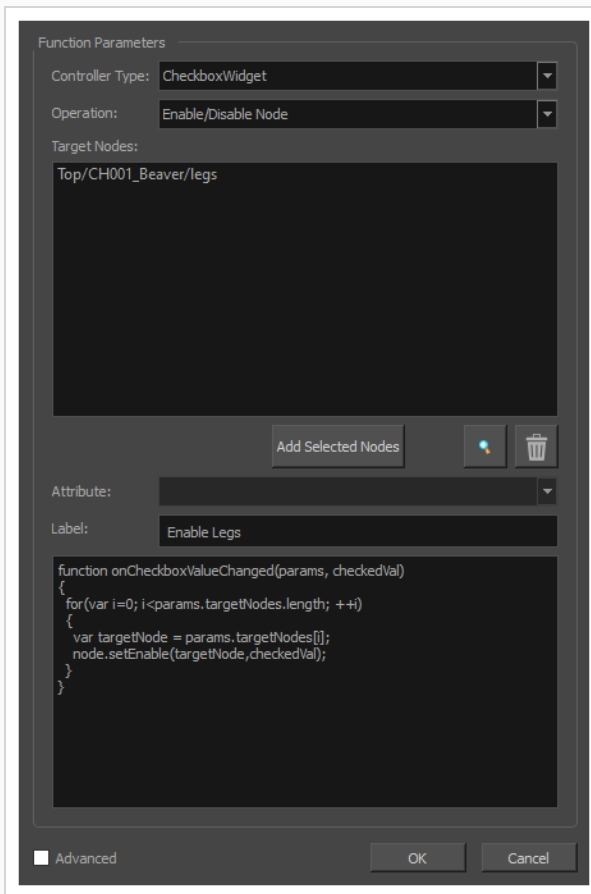 Function Parameters
Controller Type: CheckboxWidget
Operation: Enable/Disable Node
Target Nodes:
Top/CH001_Beaver/legs
Add Selected Nodes
Attribute:
Label: Enable Legs
function onCheckboxValueChanged(params, checkedVal)
{
for(var i=0; i<params.targetNodes.length; ++i)
{
var targetNode = params.targetNodes[i];
node.setEnable(targetNode,checkedVal);
}
}
Advanced OK Cancel